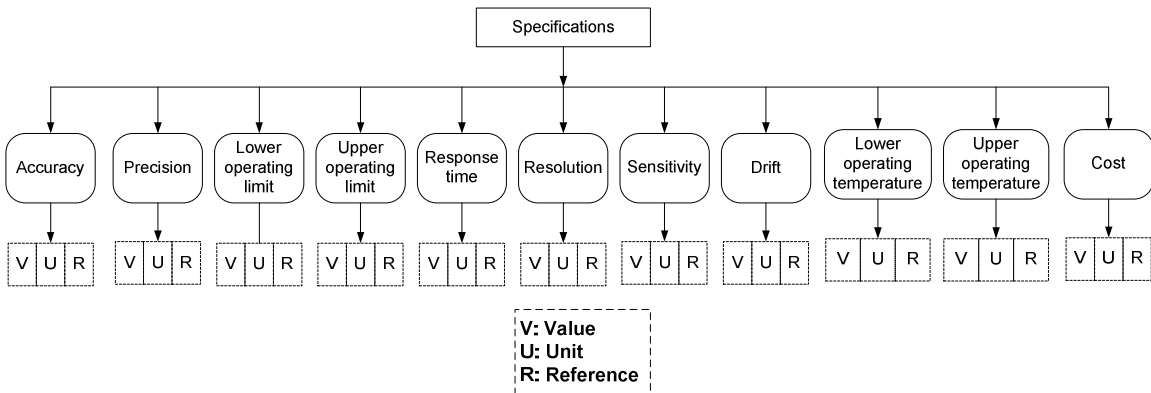 Specifications
Accuracy
Precision
Lower
operating
limit
Upper
operating
limit
Response
time
Resolution
Sensitivity
Drift
Lower
operating
temperature
Upper
operating
temperature
Cost
V U R
V U R
V U R
V U R
V U R
V U R
V U R
V U R
V U R
V U R
V U R
V: Value
U: Unit
R: Reference